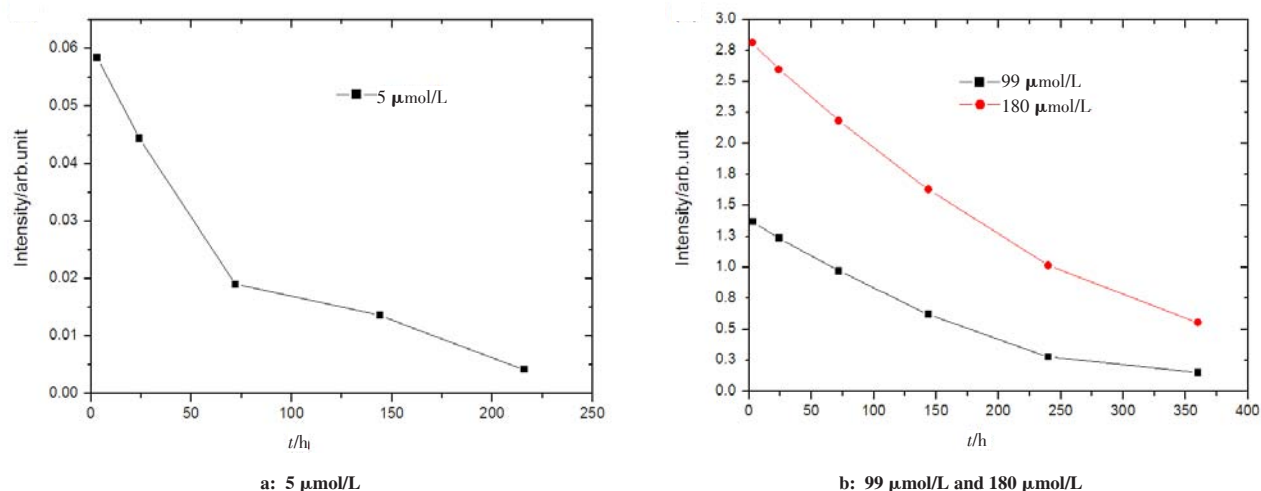 0.06
0.05
0.04
0.03
0.02
0.01
0.00
Intensity/arb.unit
5 μmol/L
0 50 100 150 200 250
t/h
a: 5 μmol/L
3.0
2.8
2.5
2.3
2.0
1.8
1.5
1.3
1.0
0.8
0.5
0.3
0.0
Intensity/arb.unit
99 μmol/L
180 μmol/L
0 50 100 150 200 250 300 350 400
t/h
b: 99 μmol/L and 180 μmol/L